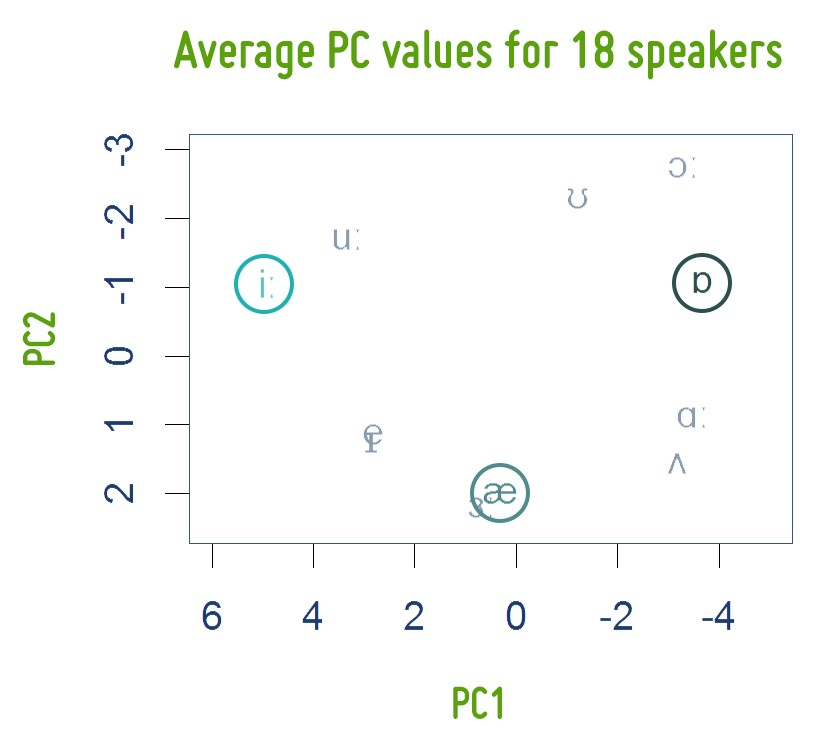 Average PC values for 18 speakers
-3
ɔː
-2
ʊ
uː
-1
iː
ɒ
PC2
0
1
ɑː
e
ɪ
ʌ
2
æ
ɜː
6 4 2 0 -2 -4
PC1